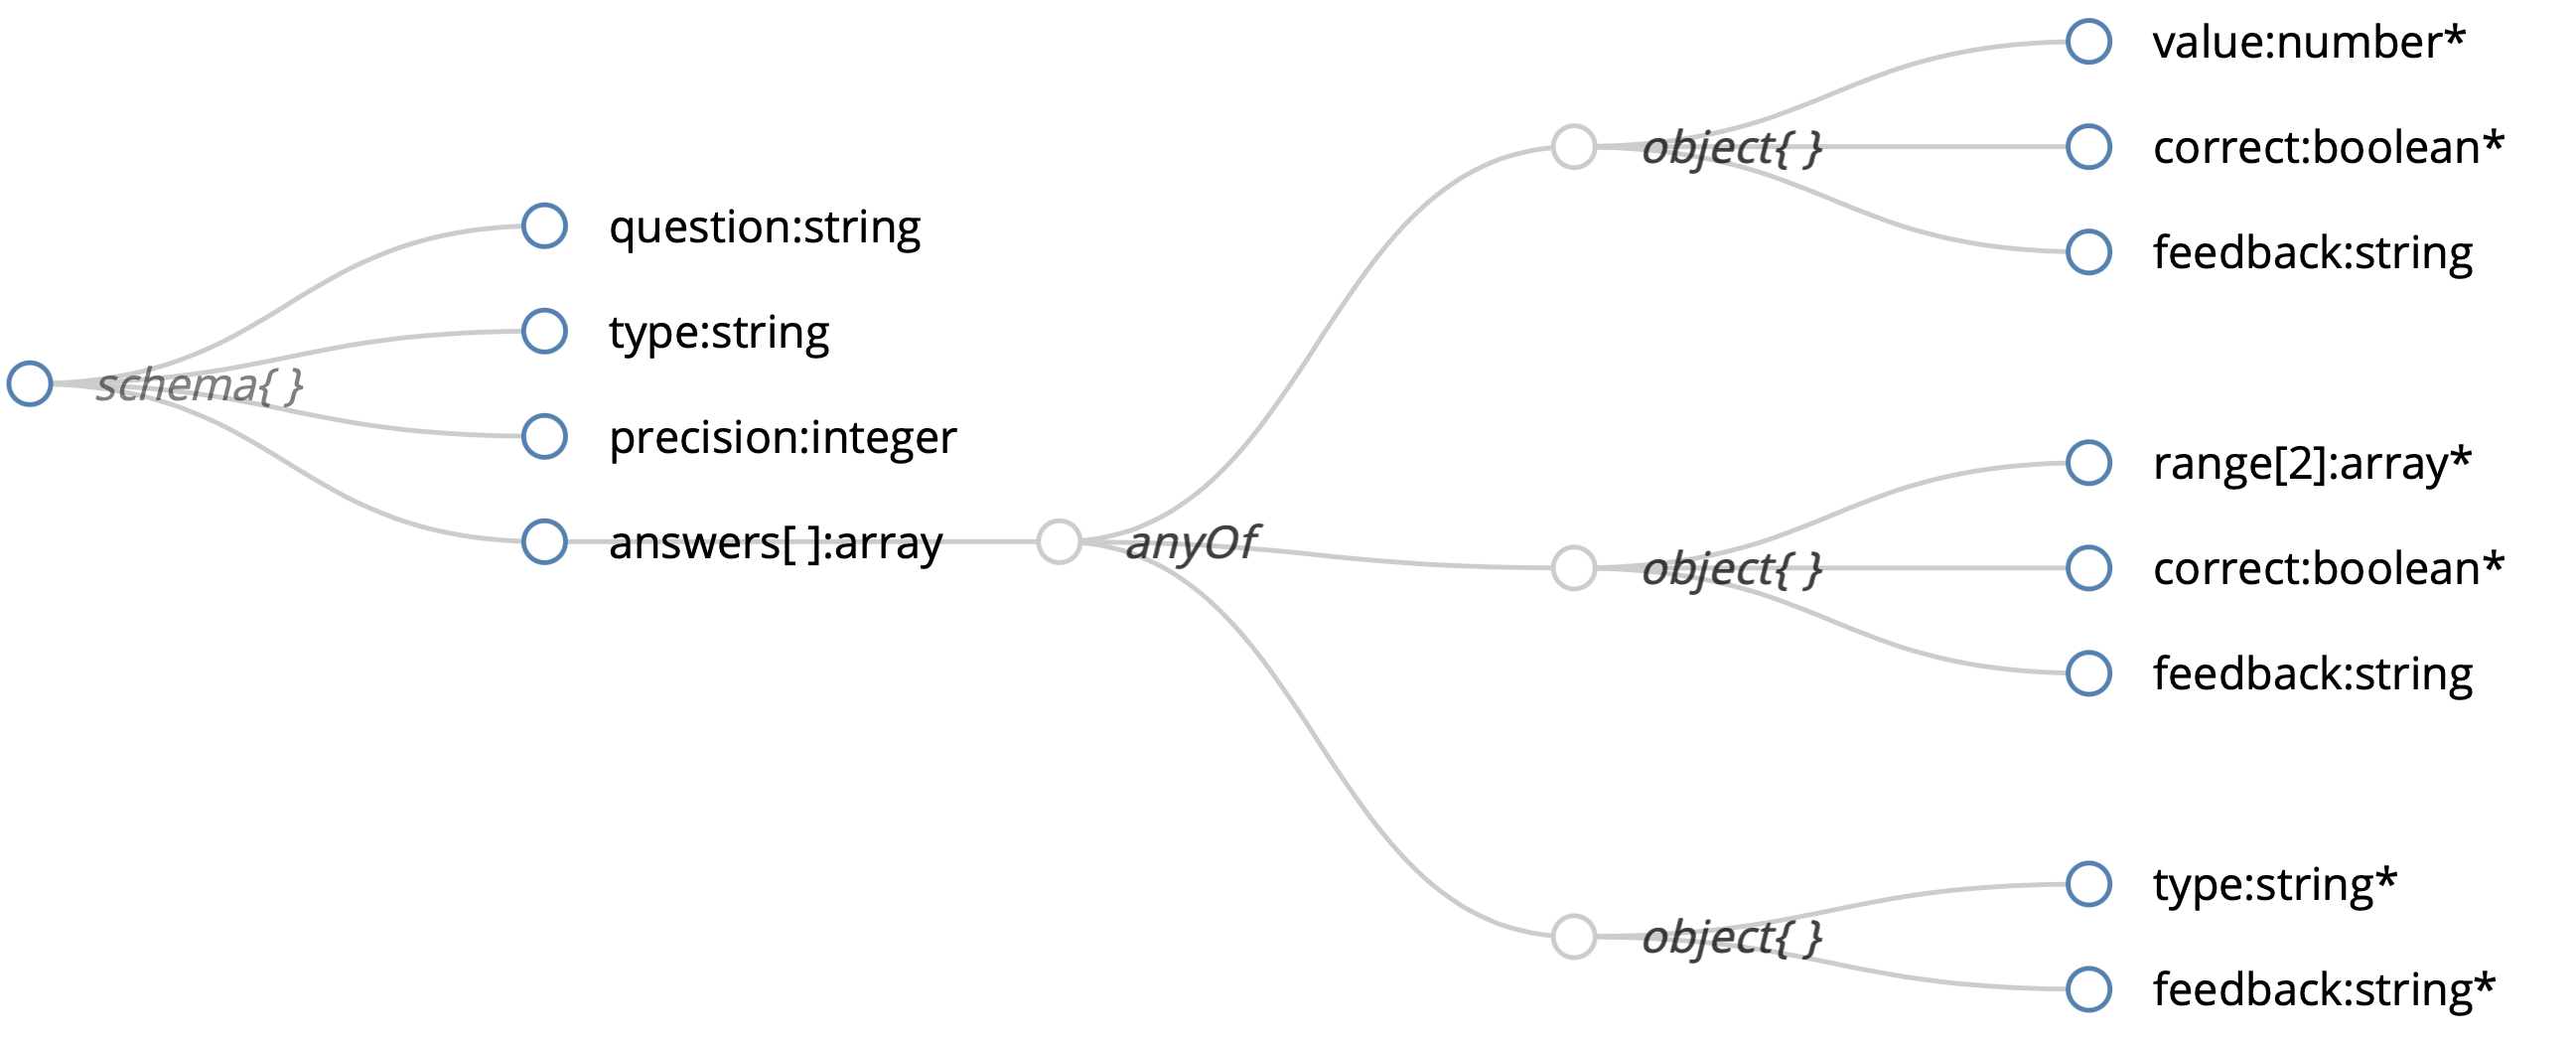 value:number*
object{ }
correct:boolean*
question:string
feedback:string
type:string
schema{ }
precision:integer
range[2]:array*
answers[ ]:array
anyOf
object{ }
correct:boolean*
feedback:string
type:string*
object{ }
feedback:string*